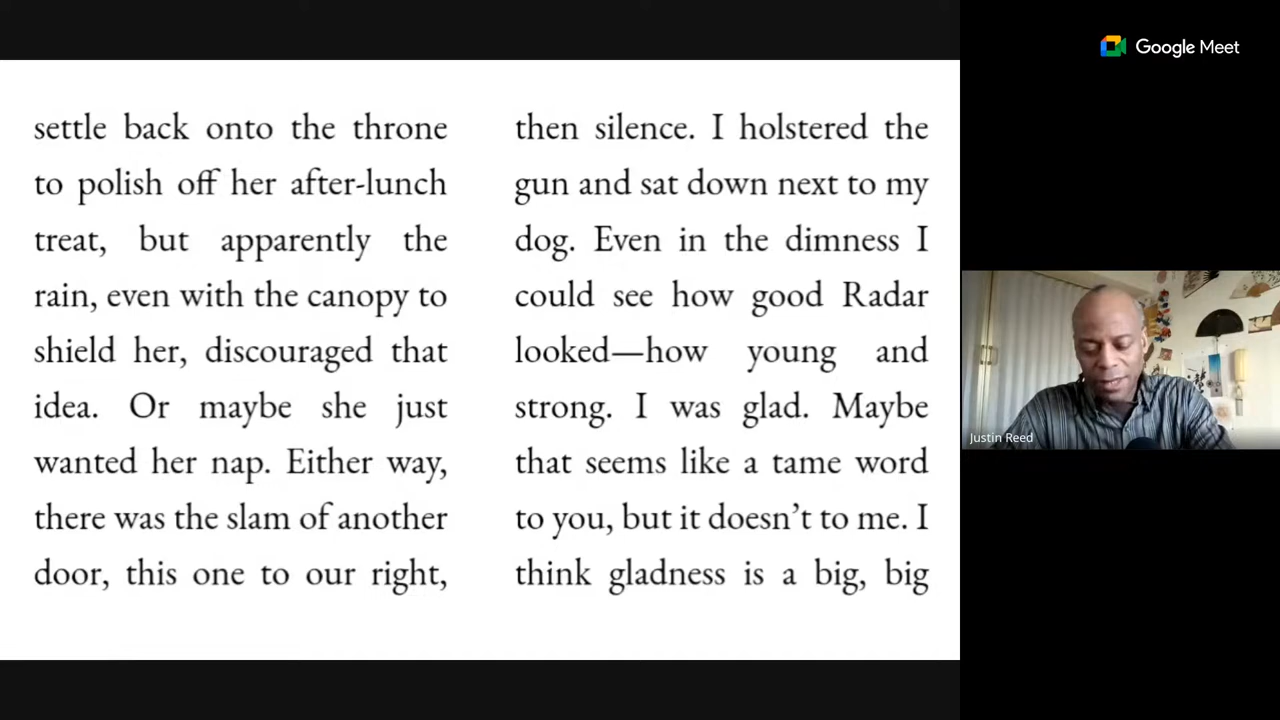 settle back onto the throne
to polish off her after-lunch
treat, but apparently the
rain, even with the canopy to
shield her, discouraged that
idea. Or maybe she just
wanted her nap. Either way,
there was the slam of another
door, this one to our right,
then silence. I holstered the
gun and sat down next to my
dog. Even in the dimness I
could see how good Radar
looked—how young and
strong. I was glad. Maybe
that seems like a tame word
to you, but it doesn’t to me. I
think gladness is a big, big
Google Meet
Justin Reed